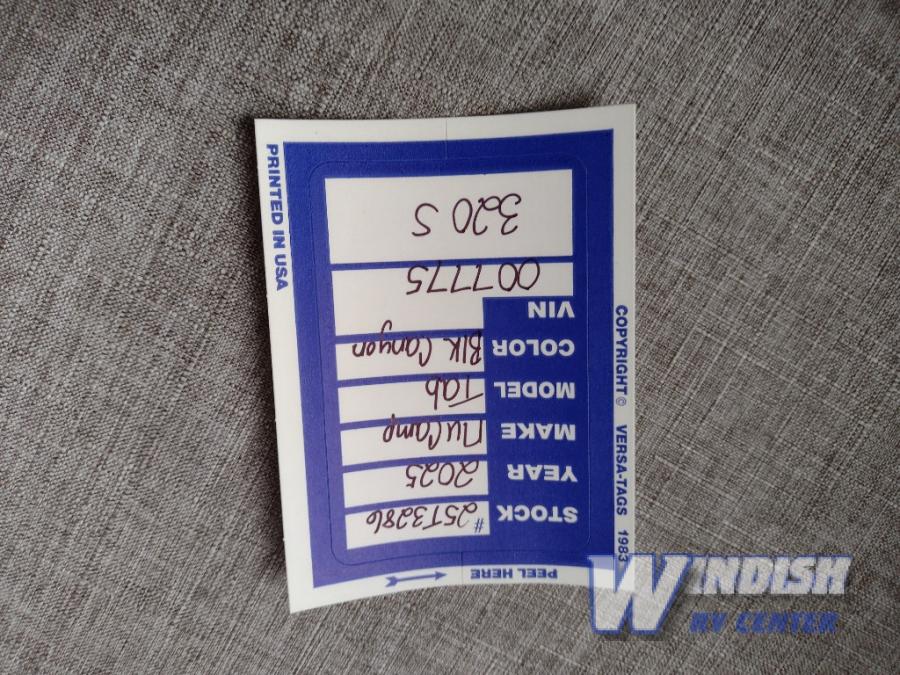 PEEL HERE
STOCK #25T3286
YEAR 2025
MAKE nuCamp
MODEL Tab
COLOR Blk Canyon
VIN
007775
320 S
COPYRIGHT © VERSA-TAGS 1983
PRINTED IN USA
WINDISH
RV CENTER